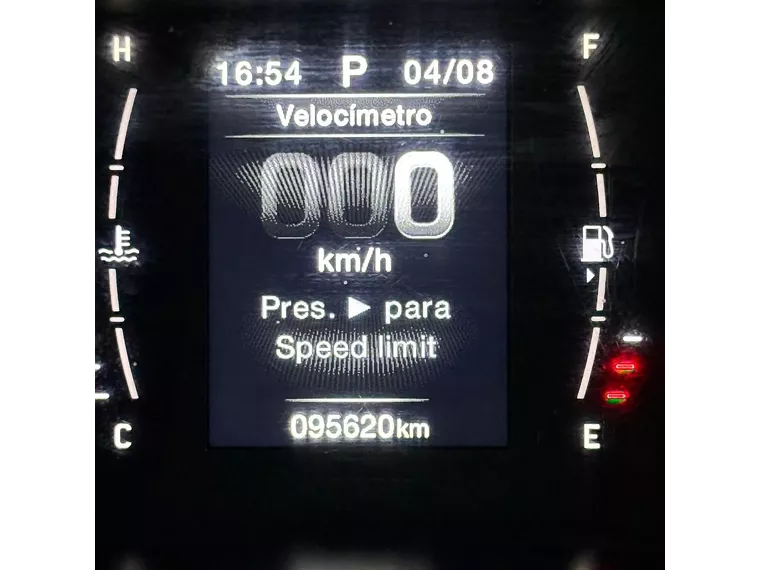 H F
16:54 P 04/08
Velocímetro
000
km/h
Pres. ► para
Speed limit
095620km
C E